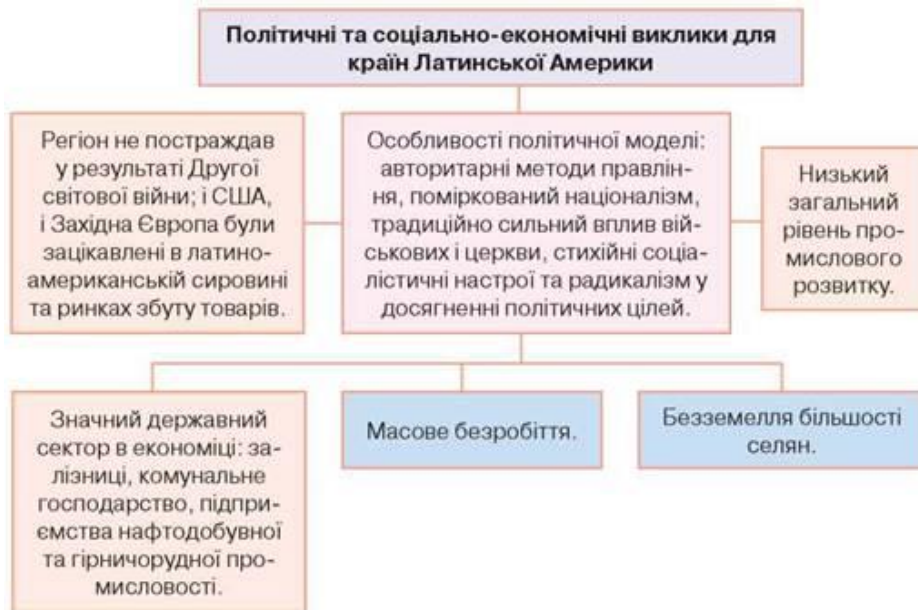 Політичні та соціально-економічні виклики для
країн Латинської Америки
Регіон не постраждав
у результаті Другої
світової війни; і США,
і Західна Європа були
зацікавлені в латино-
американській сировині
та ринках збуту товарів.
Особливості політичної моделі:
авторитарні методи правлін-
ня, поміркований націоналізм,
традиційно сильний вплив вій-
ськових і церкви, стихійні соціа-
лістичні настрої та радикалізм у
досягненні політичних цілей.
Низький
загальний
рівень про-
мислового
розвитку.
Значний державний
сектор в економіці: за-
лізниці, комунальне
господарство, підпри-
ємства нафтодобувної
та гірничорудної про-
мисловості.
Масове безробіття.
Безземелля більшості
селян.